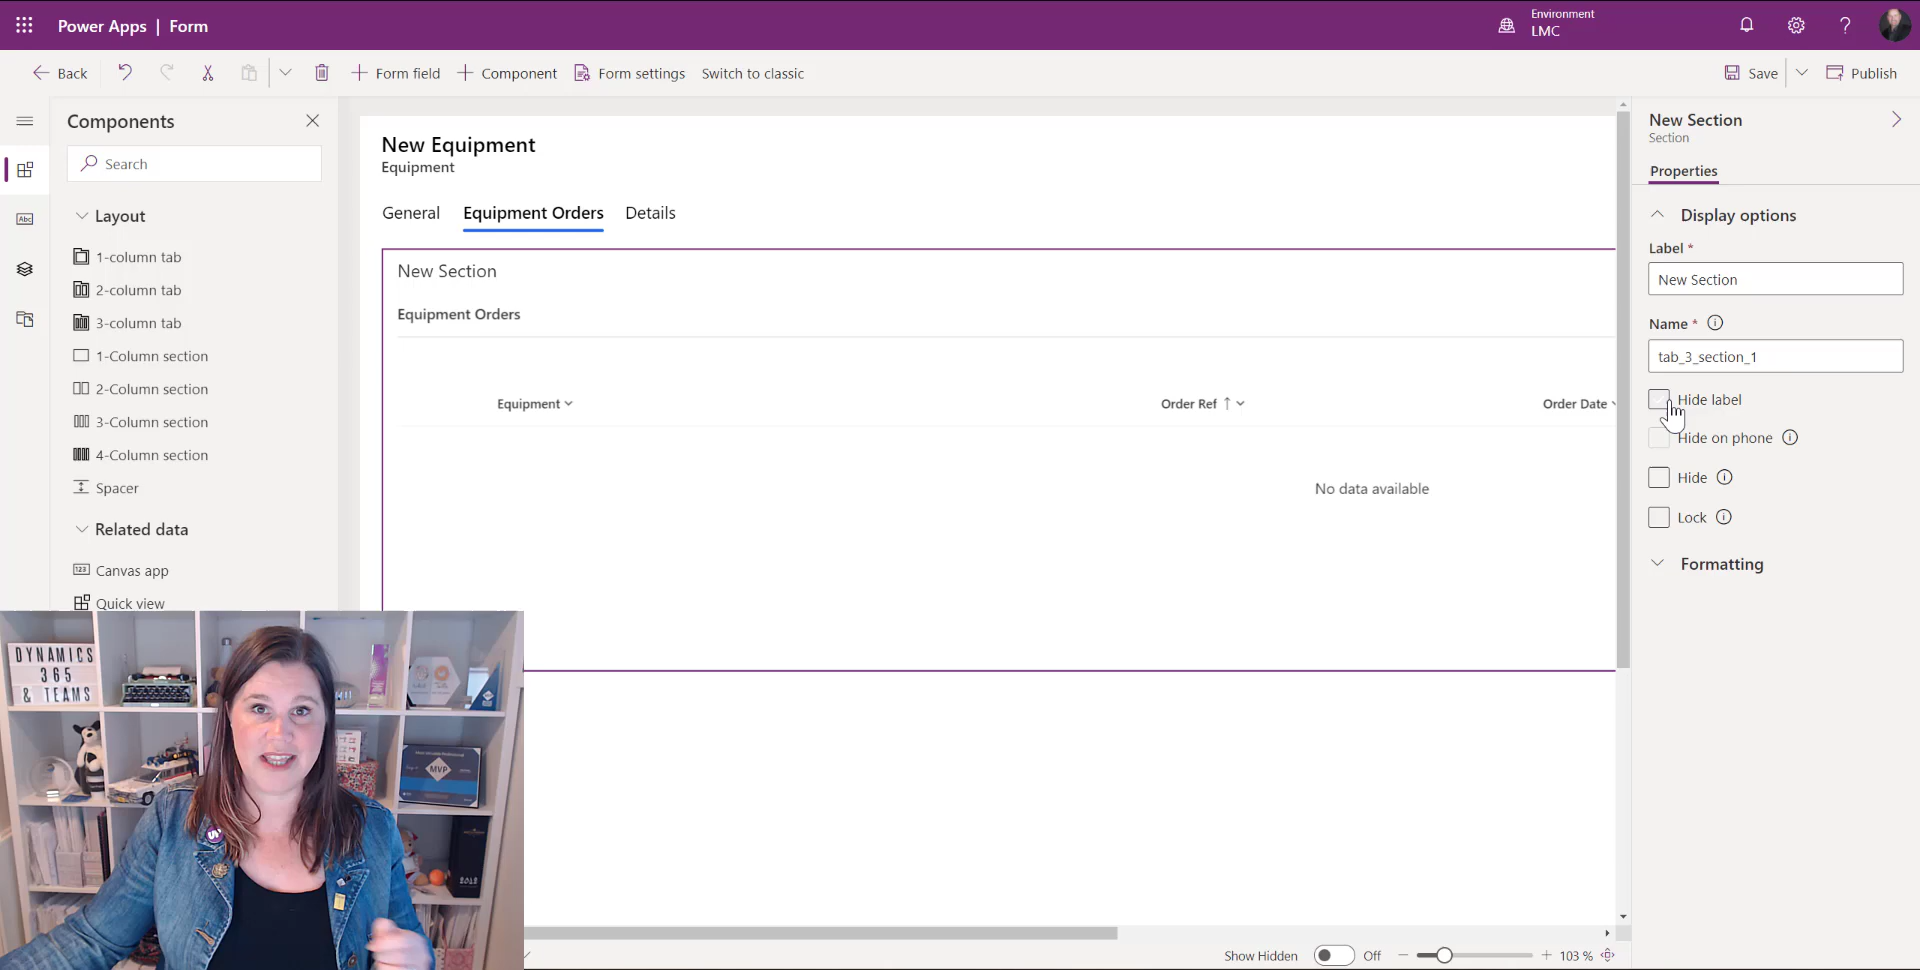 Power Apps | Form
Environment
LMC
Back
Form field
Component
Form settings
Switch to classic
Save
Publish
Components
Search
Layout
1-column tab
2-column tab
3-column tab
1-Column section
2-Column section
3-Column section
4-Column section
Spacer
Related data
Canvas app
Quick view
New Equipment
Equipment
General
Equipment Orders
Details
New Section
Equipment Orders
Equipment
Order Ref
Order Date
No data available
New Section
Section
Properties
Display options
Label *
New Section
Name *
tab_3_section_1
Hide label
Hide on phone
Hide
Lock
Formatting
DYNAMICS
365
& TEAMS
MVP
Show Hidden
Off
103 %